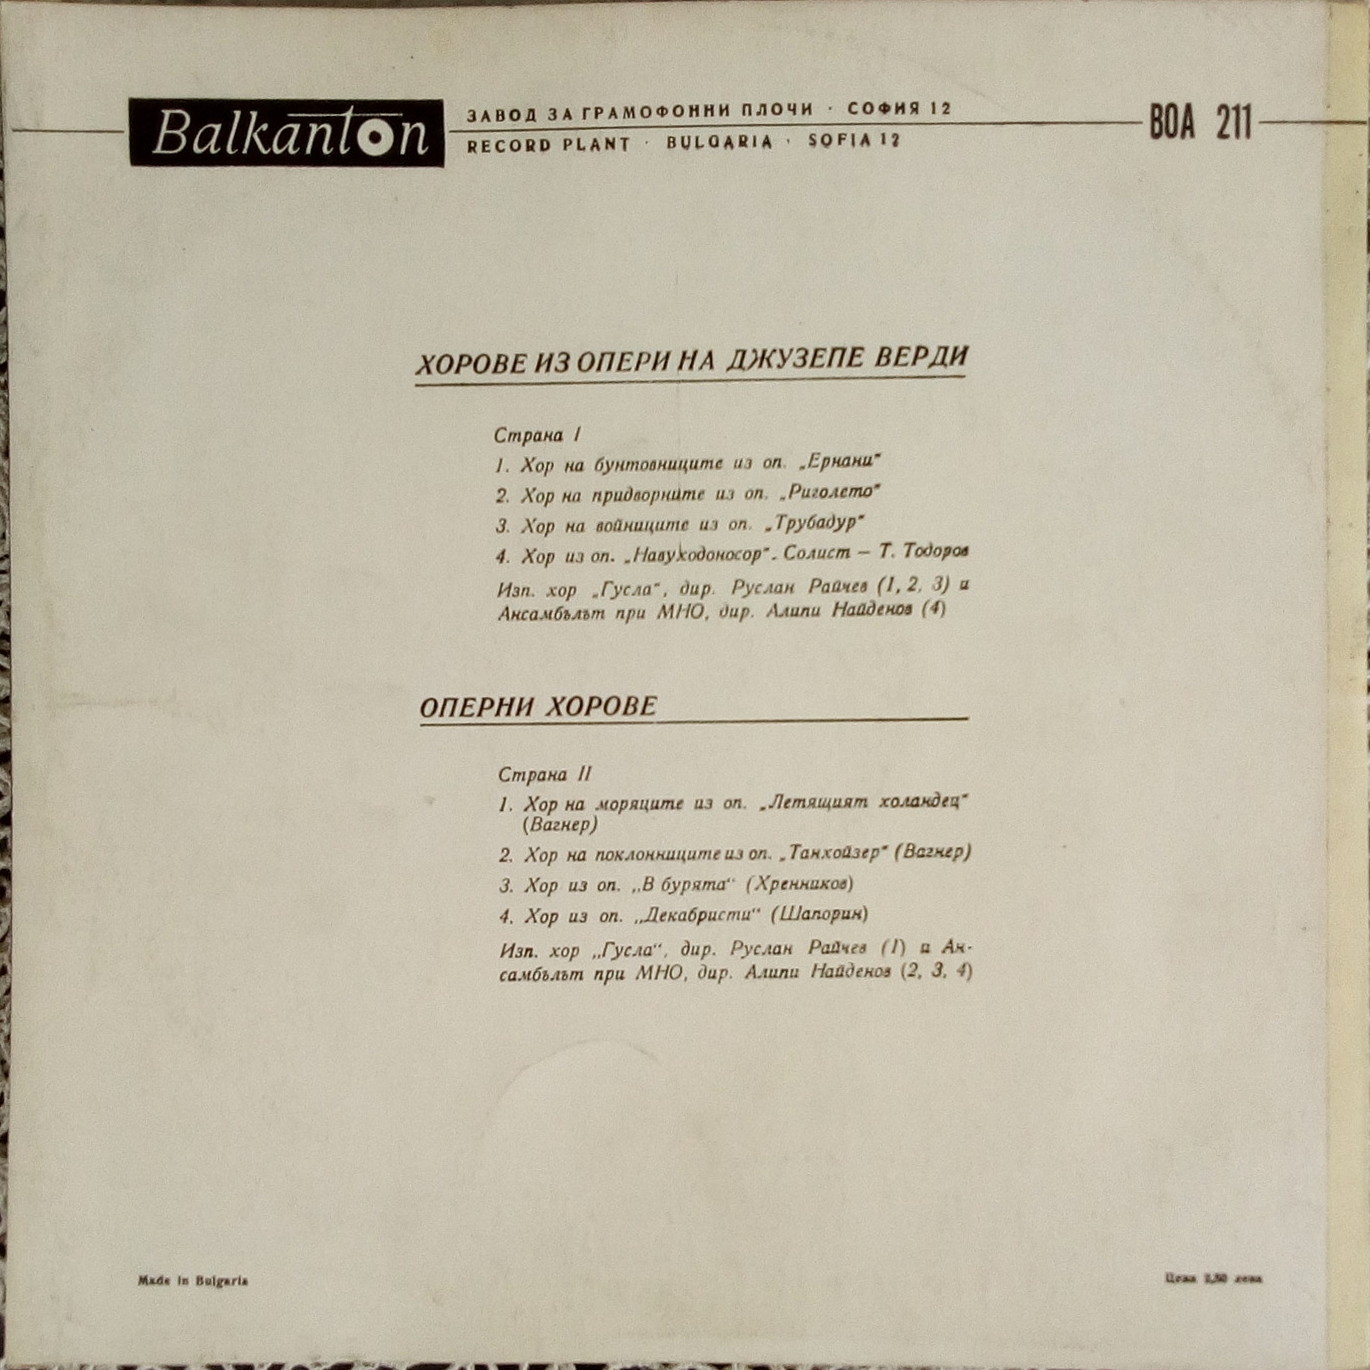 Balkanton
ЗАВОД ЗА ГРАМОФОННИ ПЛОЧИ · СОФИЯ 12
RECORD PLANT · BULGARIA · SOFIA 12
ВОА 211
ХОРОВЕ ИЗ ОПЕРИ НА ДЖУЗЕПЕ ВЕРДИ
Страна I
1. Хор на бунтовниците из оп. „Ернани“
2. Хор на придворните из оп. „Риголето“
3. Хор на войниците из оп. „Трубадур“
4. Хор из оп. „Навуходоносор“. Солист — Т. Тодоров
Изп. хор „Гусла“, дир. Руслан Райчев (1, 2, 3) и
Ансамбълът при МНО, дир. Алипи Найденов (4)
ОПЕРНИ ХОРОВЕ
Страна II
1. Хор на моряците из оп. „Летящият холандец“
(Вагнер)
2. Хор на поклонниците из оп. „Танхойзер“ (Вагнер)
3. Хор из оп. „В бурята“ (Хренников)
4. Хор из оп. „Декабристи“ (Шапорин)
Изп. хор „Гусла“, дир. Руслан Райчев (1) и Ан-
самбълът при МНО, дир. Алипи Найденов (2, 3, 4)
Made in Bulgaria
Цена лева